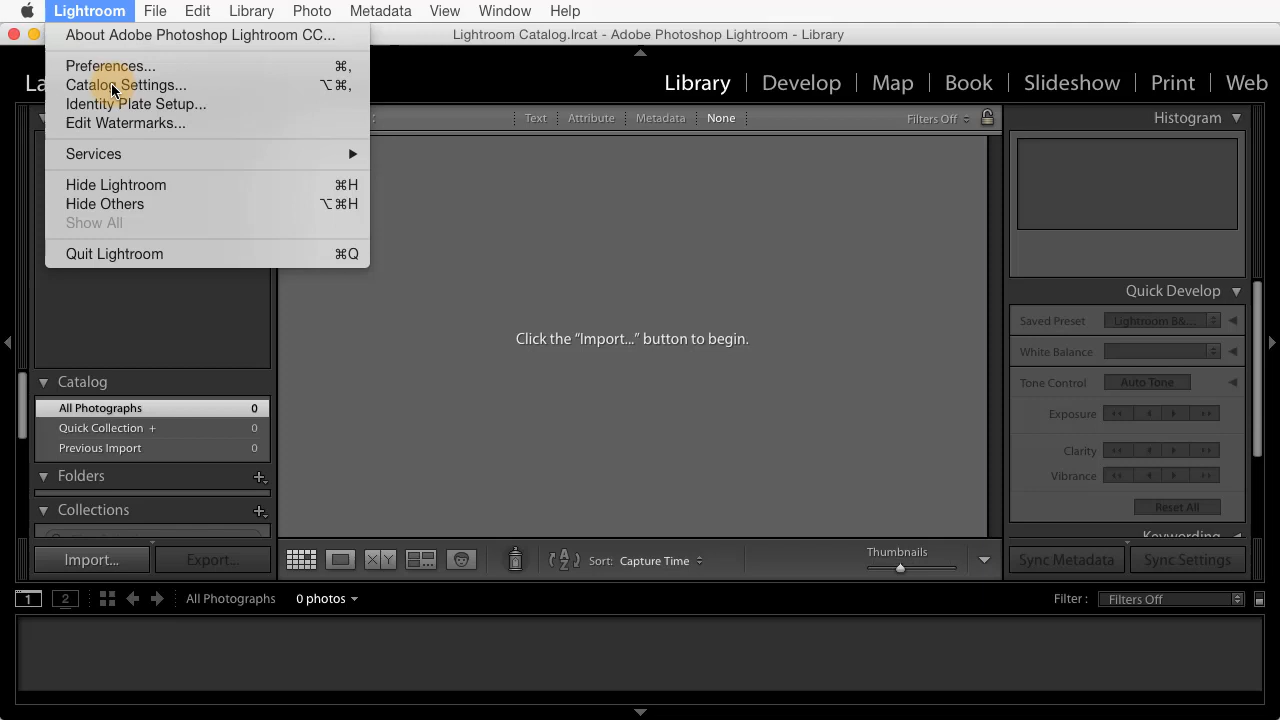 Lightroom File Edit Library Photo Metadata View Window Help
Lightroom Catalog.lrcat - Adobe Photoshop Lightroom - Library
About Adobe Photoshop Lightroom CC...
Preferences... ⌘,
Catalog Settings... ⌥⌘,
Identity Plate Setup...
Edit Watermarks...
Services
Hide Lightroom ⌘H
Hide Others ⌥⌘H
Show All
Quit Lightroom ⌘Q
Library | Develop | Map | Book | Slideshow | Print | Web
Text | Attribute | Metadata | None
Filters Off
Histogram
Click the “Import...” button to begin.
Quick Develop
Saved Preset Lightroom B&...
White Balance
Tone Control Auto Tone
Exposure
Clarity
Vibrance
Reset All
Keywording
Catalog
All Photographs 0
Quick Collection + 0
Previous Import 0
Folders
Collections
Import... Export...
XY
Sort: Capture Time
Thumbnails
Sync Metadata Sync Settings
1 2 All Photographs 0 photos
Filter : Filters Off